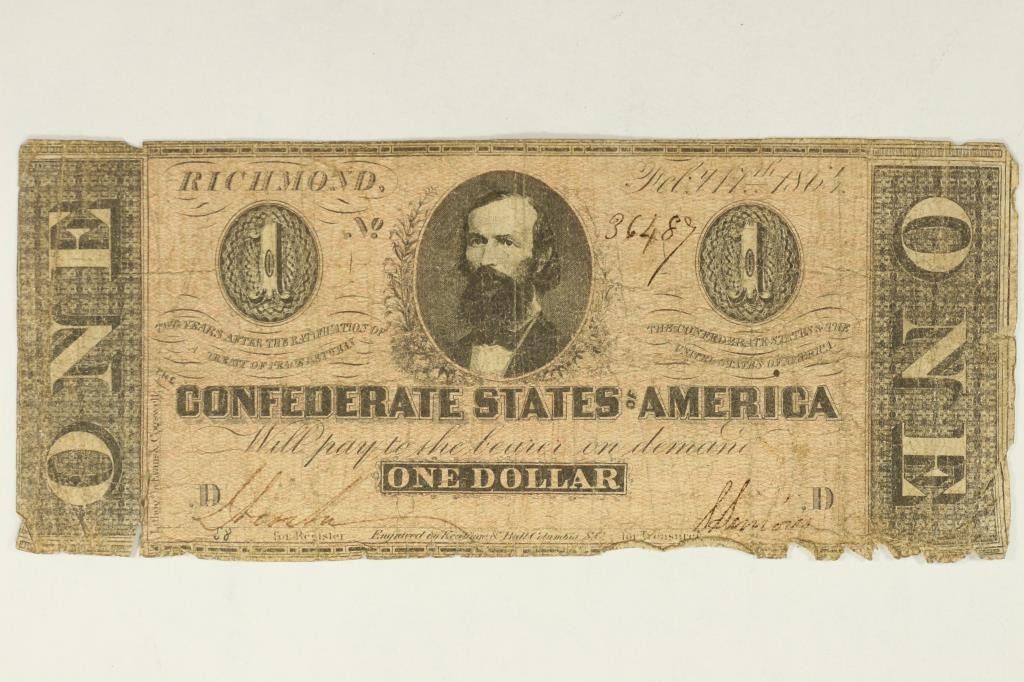 ONE
RICHMOND,
Feby 17th 1864
No 36487
1
1
TWO YEARS AFTER THE RATIFICATION OF
TREATY OF PEACE BETWEEN
THE CONFEDERATE STATES & THE
UNITED STATES OF AMERICA
THE
CONFEDERATE STATES OF AMERICA
Will pay to the bearer on demand
ONE DOLLAR
D
D
28
for Register
Engraved by Keatinge & Ball Columbia S.C.
for Treasurer
ONE